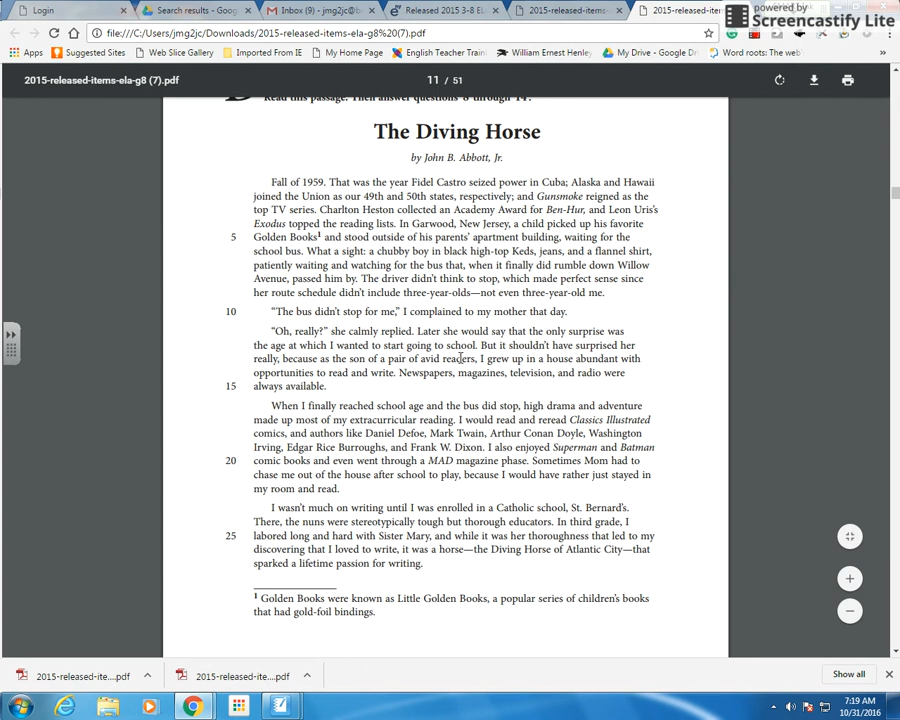 Login
Search results - Goog
Inbox (9) - jmg2jc@b
Released 2015 3-8 EL
2015-released-items-
2015-released-item
powered by
Screencastify Lite
file:///C:/Users/jmg2jc/Downloads/2015-released-items-ela-g8%20(7).pdf
Apps
Suggested Sites
Web Slice Gallery
Imported From IE
My Home Page
English Teacher Train
William Ernest Henley
My Drive - Google Dr
Word roots: The web
2015-released-items-ela-g8 (7).pdf
11 / 51
Read this passage. Then answer questions 8 through 14.
The Diving Horse
by John B. Abbott, Jr.
Fall of 1959. That was the year Fidel Castro seized power in Cuba; Alaska and Hawaii
joined the Union as our 49th and 50th states, respectively; and Gunsmoke reigned as the
top TV series. Charlton Heston collected an Academy Award for Ben-Hur, and Leon Uris's
Exodus topped the reading lists. In Garwood, New Jersey, a child picked up his favorite
5 Golden Books1 and stood outside of his parents' apartment building, waiting for the
school bus. What a sight: a chubby boy in black high-top Keds, jeans, and a flannel shirt,
patiently waiting and watching for the bus that, when it finally did rumble down Willow
Avenue, passed him by. The driver didn't think to stop, which made perfect sense since
her route schedule didn't include three-year-olds—not even three-year-old me.
10 "The bus didn't stop for me," I complained to my mother that day.
"Oh, really?" she calmly replied. Later she would say that the only surprise was
the age at which I wanted to start going to school. But it shouldn't have surprised her
really, because as the son of a pair of avid readers, I grew up in a house abundant with
opportunities to read and write. Newspapers, magazines, television, and radio were
15 always available.
When I finally reached school age and the bus did stop, high drama and adventure
made up most of my extracurricular reading. I would read and reread Classics Illustrated
comics, and authors like Daniel Defoe, Mark Twain, Arthur Conan Doyle, Washington
Irving, Edgar Rice Burroughs, and Frank W. Dixon. I also enjoyed Superman and Batman
20 comic books and even went through a MAD magazine phase. Sometimes Mom had to
chase me out of the house after school to play, because I would have rather just stayed in
my room and read.
I wasn't much on writing until I was enrolled in a Catholic school, St. Bernard's.
There, the nuns were stereotypically tough but thorough educators. In third grade, I
25 labored long and hard with Sister Mary, and while it was her thoroughness that led to my
discovering that I loved to write, it was a horse—the Diving Horse of Atlantic City—that
sparked a lifetime passion for writing.
1 Golden Books were known as Little Golden Books, a popular series of children's books
that had gold-foil bindings.
2015-released-ite....pdf
2015-released-ite....pdf
Show all
7:19 AM
10/31/2016